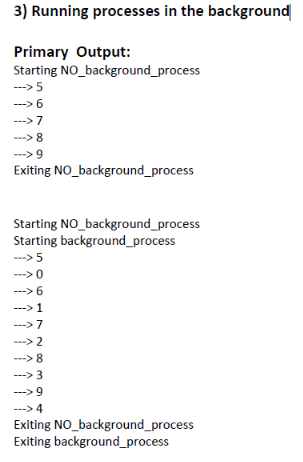 3) Running processes in the background
Primary Output:
Starting NO_background_process
---> 5
---> 6
---> 7
---> 8
---> 9
Exiting NO_background_process
Starting NO_background_process
Starting background_process
---> 5
---> 0
---> 6
---> 1
---> 7
---> 2
---> 8
---> 3
---> 9
---> 4
Exiting NO_background_process
Exiting background_process